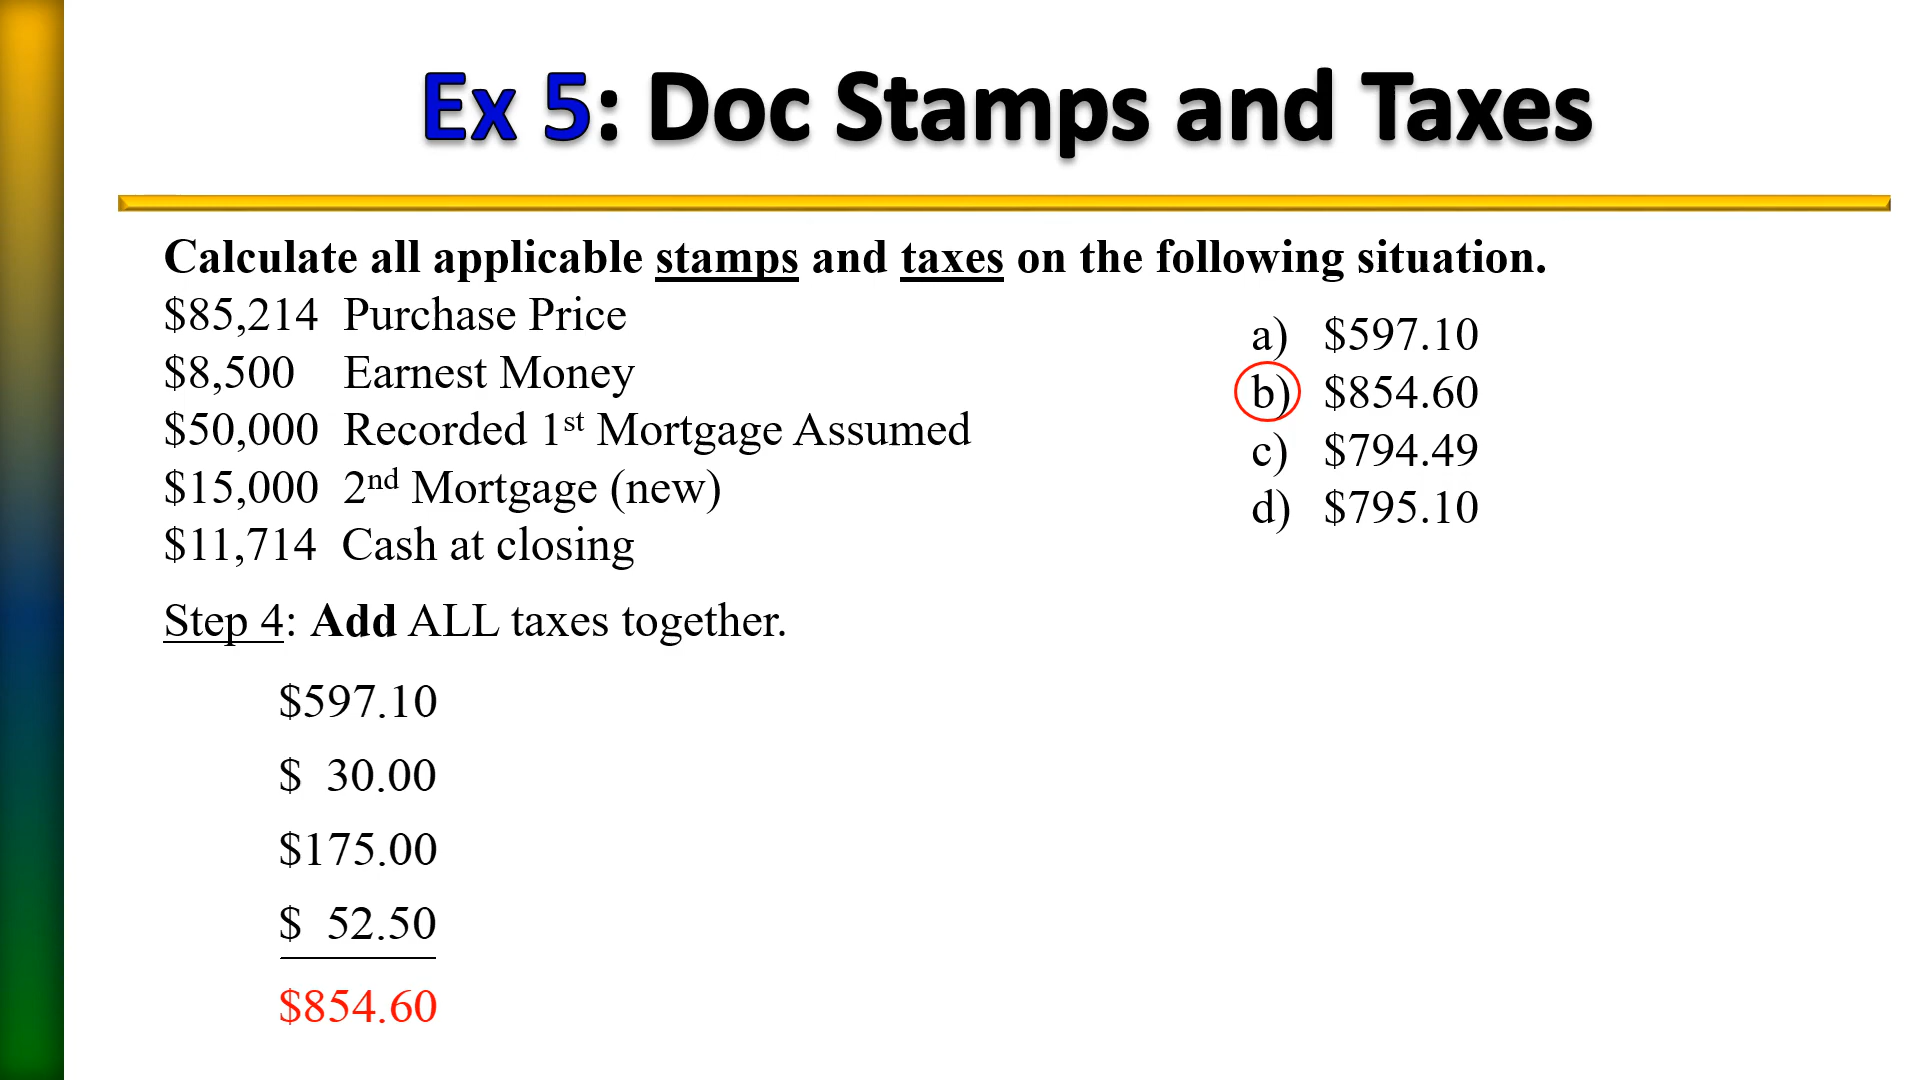 Ex 5: Doc Stamps and Taxes
Calculate all applicable stamps and taxes on the following situation.
$85,214 Purchase Price
$8,500 Earnest Money
$50,000 Recorded 1st Mortgage Assumed
$15,000 2nd Mortgage (new)
$11,714 Cash at closing
a) $597.10
b) $854.60
c) $794.49
d) $795.10
Step 4: Add ALL taxes together.
$597.10
$ 30.00
$175.00
$ 52.50
$854.60